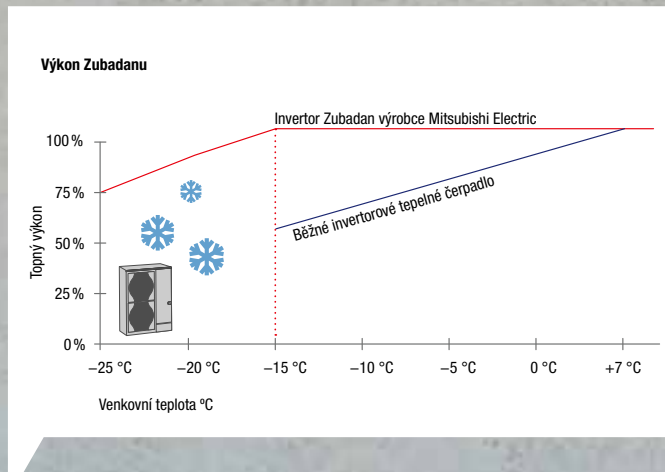 Výkon Zubadanu
Invertor Zubadan výrobce Mitsubishi Electric
100 %
75 %
50 %
25 %
0 %
Topný výkon
Běžné invertorové tepelné čerpadlo
–25 °C
–20 °C
–15 °C
–10 °C
–5 °C
0 °C
+7 °C
Venkovní teplota ºC